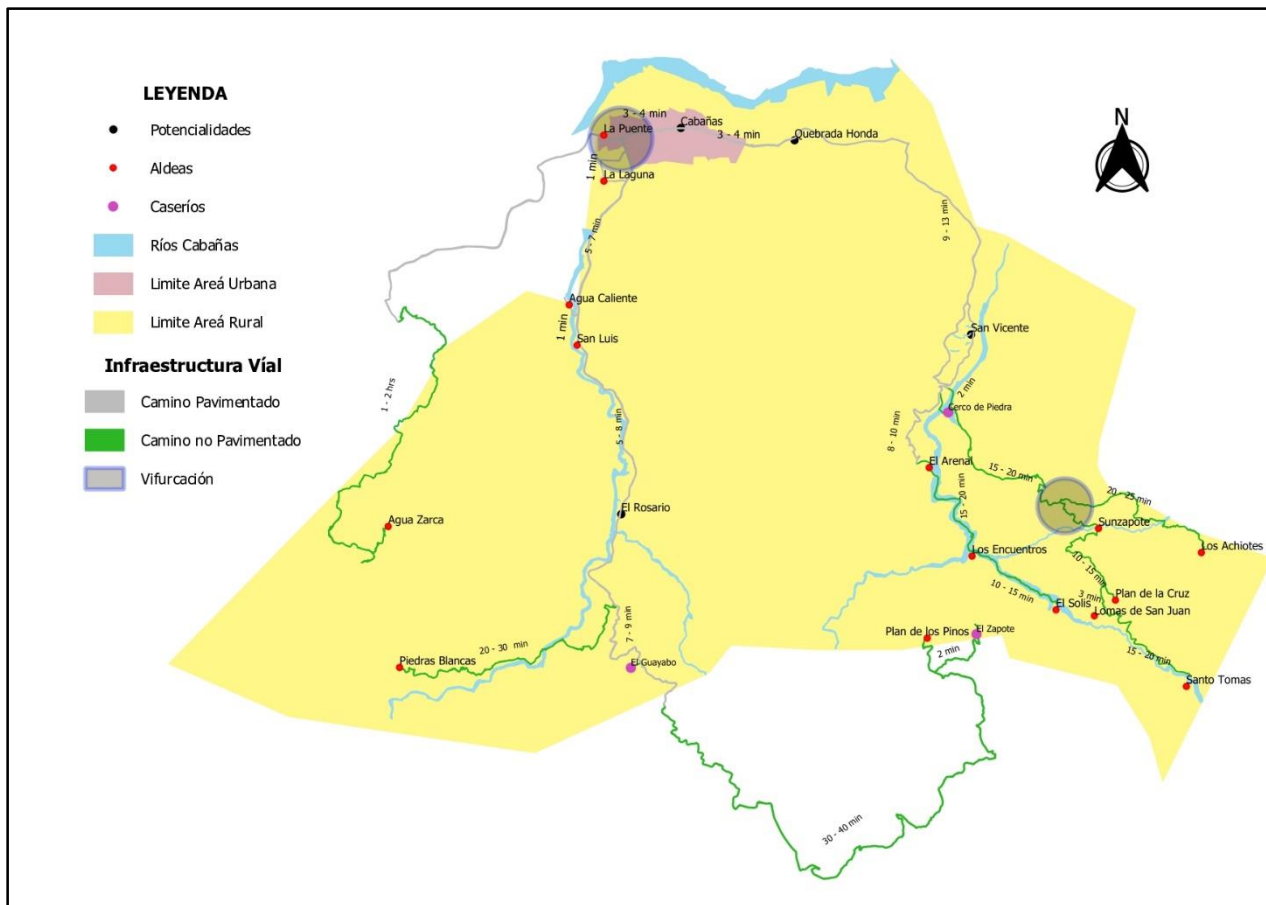 LEYENDA
Potencialidades
Aldeas
Caseríos
Ríos Cabañas
Limite Areá Urbana
Limite Areá Rural
Infraestructura Víal
Camino Pavimentado
Camino no Pavimentado
Vifurcación
N
3 - 4 min
Cabañas
La Puente
3 - 4 min
Quebrada Honda
1 min
La Laguna
5 - 7 min
9 - 13 min
Agua Caliente
1 min
San Luis
San Vicente
1 - 2 hrs
2 min
Cerco de Piedra
5 - 8 min
8 - 10 min
El Arenal
15 - 20 min
20 - 25 min
El Rosario
15 - 20 min
Agua Zarca
Sunzapote
Los Encuentros
Los Achiotes
10 - 15 min
10 - 15 min
Plan de la Cruz
3 min
El Solis
Lomas de San Juan
7 - 9 min
Plan de los Pinos
El Zapote
20 - 30 min
2 min
15 - 20 min
Piedras Blancas
El Guayabo
Santo Tomas
30 - 40 min